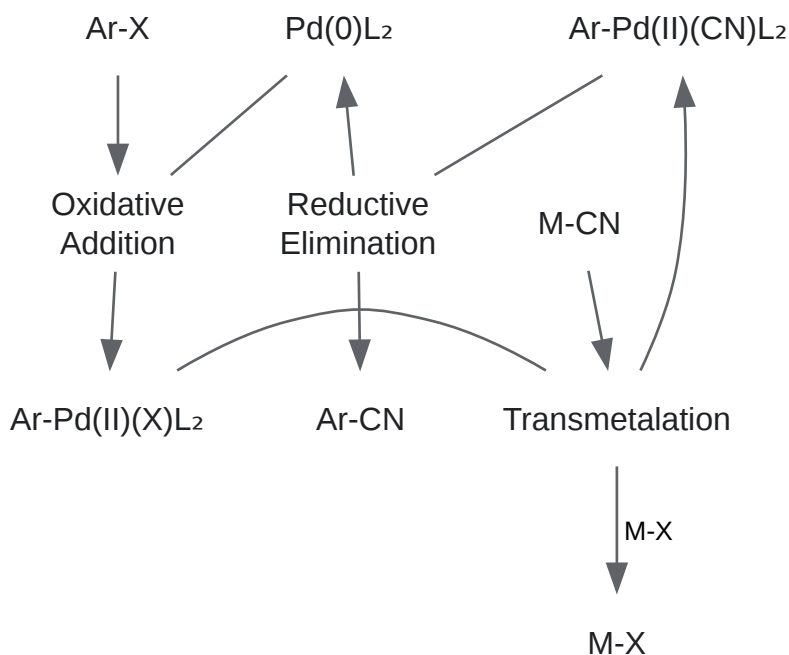 Ar-X
Pd(0)L₂
Ar-Pd(II)(CN)L₂
Oxidative
Addition
Reductive
Elimination
M-CN
Ar-Pd(II)(X)L₂
Ar-CN
Transmetalation
M-X
M-X